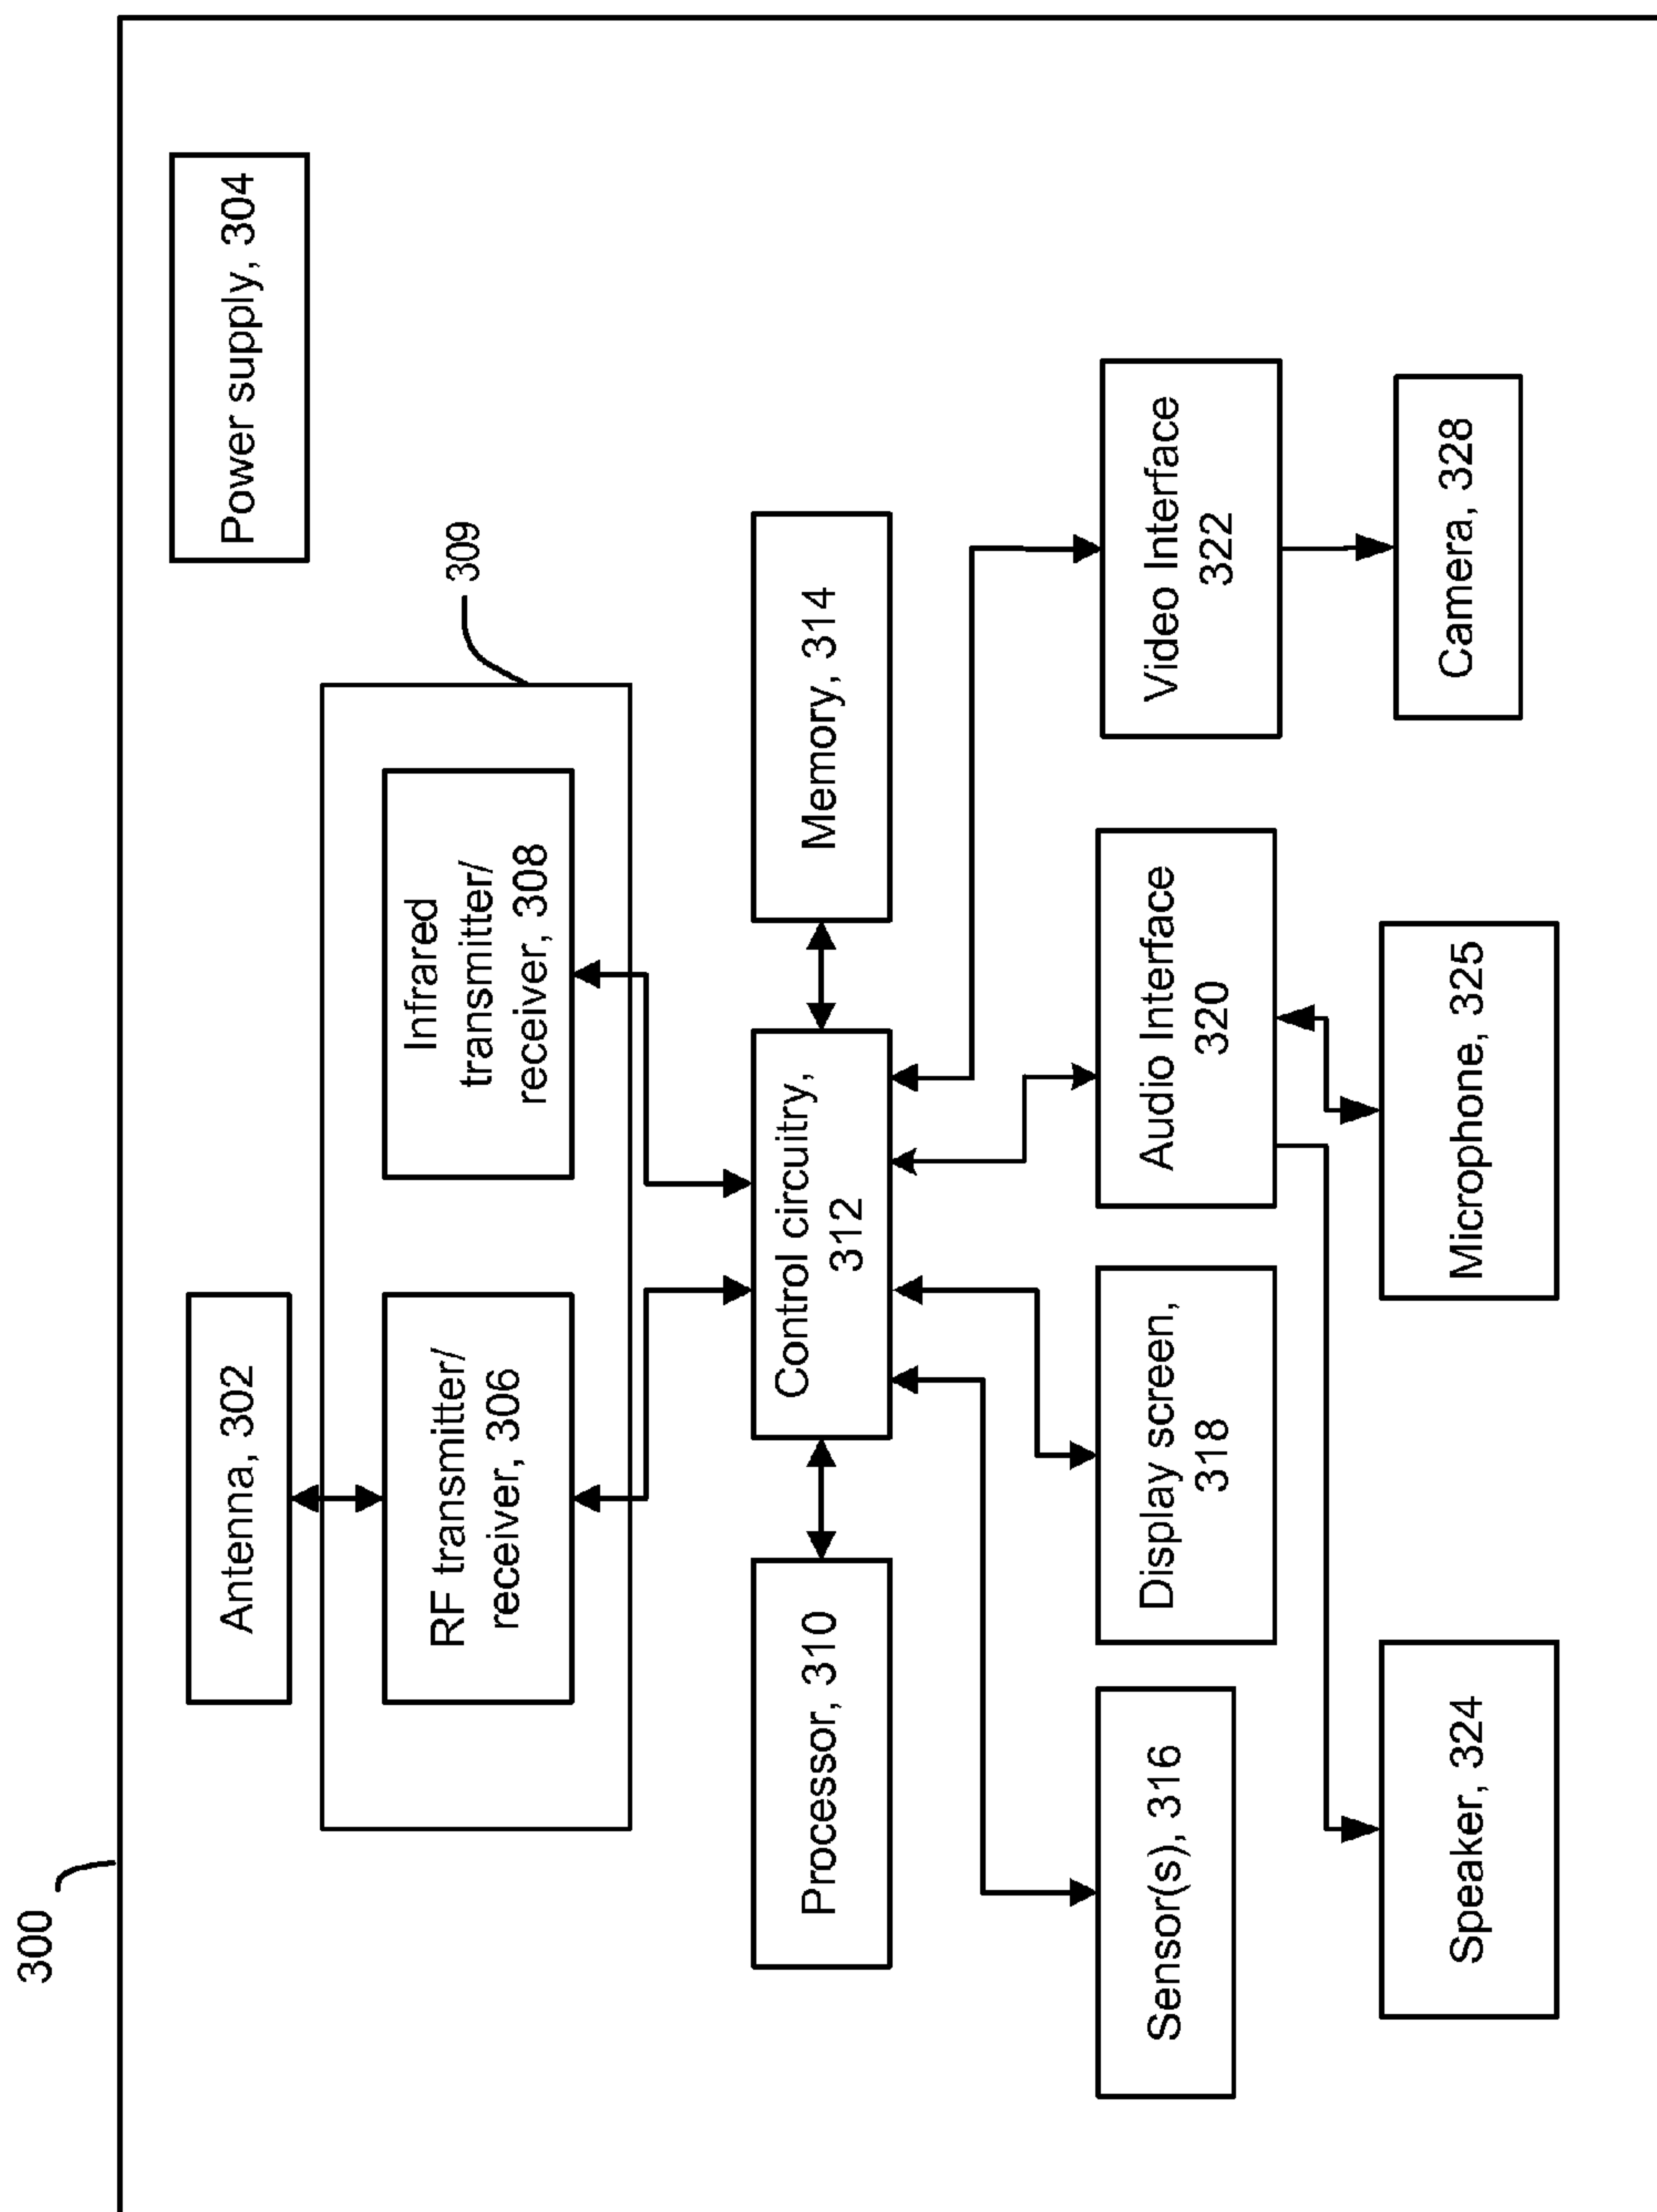 300
Antenna, 302
Power supply, 304
309
RF transmitter/
receiver, 306
Infrared
transmitter/
receiver, 308
Processor, 310
Control circuitry,
312
Memory, 314
Sensor(s), 316
Display screen,
318
Audio Interface
320
Video Interface
322
Speaker, 324
Microphone, 325
Camera, 328